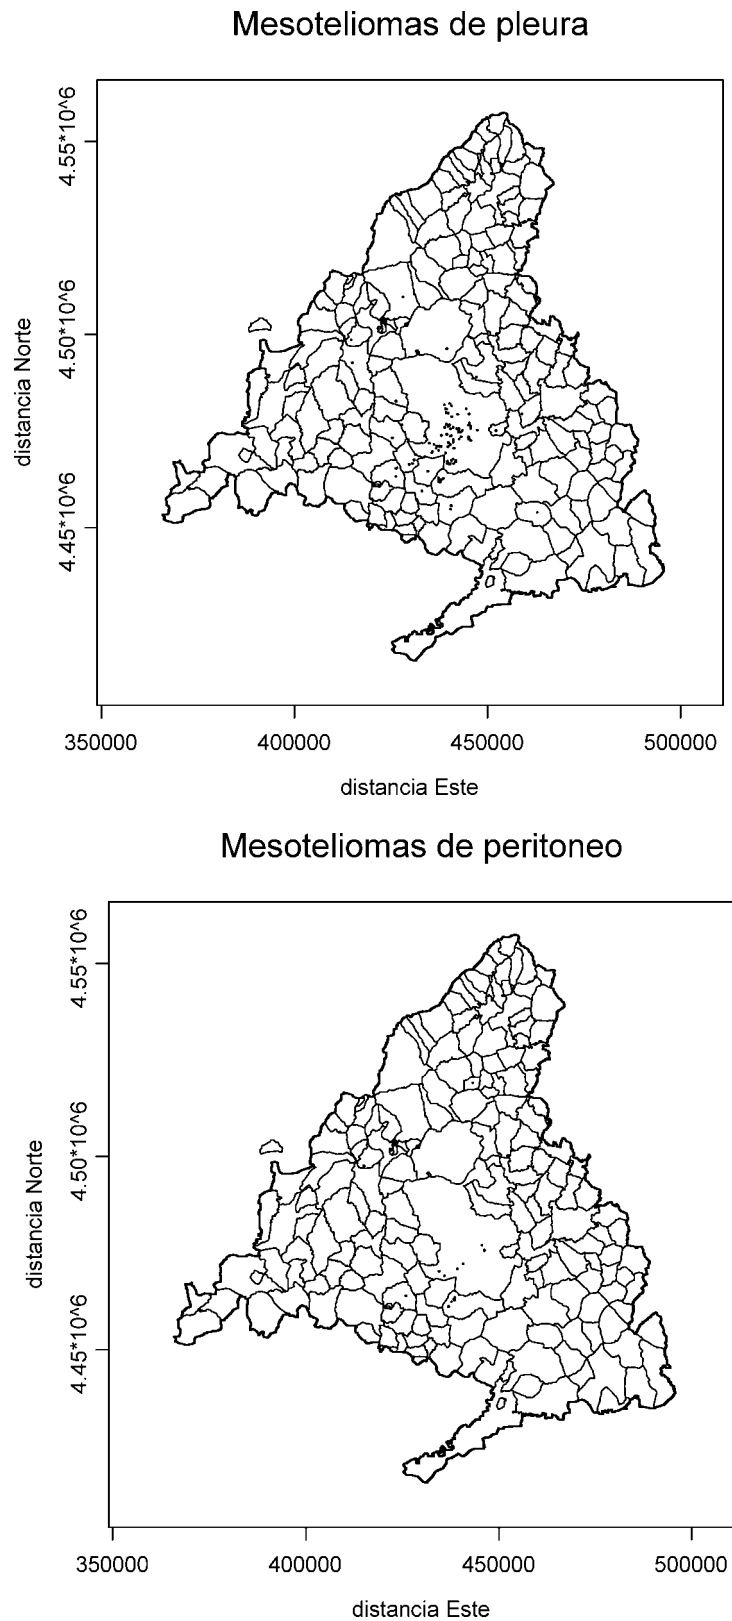 Mesoteliomas de pleura
4.55*10^6
4.50*10^6
4.45*10^6
distancia Norte
350000 400000 450000 500000
distancia Este
Mesoteliomas de peritoneo
4.55*10^6
4.50*10^6
4.45*10^6
distancia Norte
350000 400000 450000 500000
distancia Este